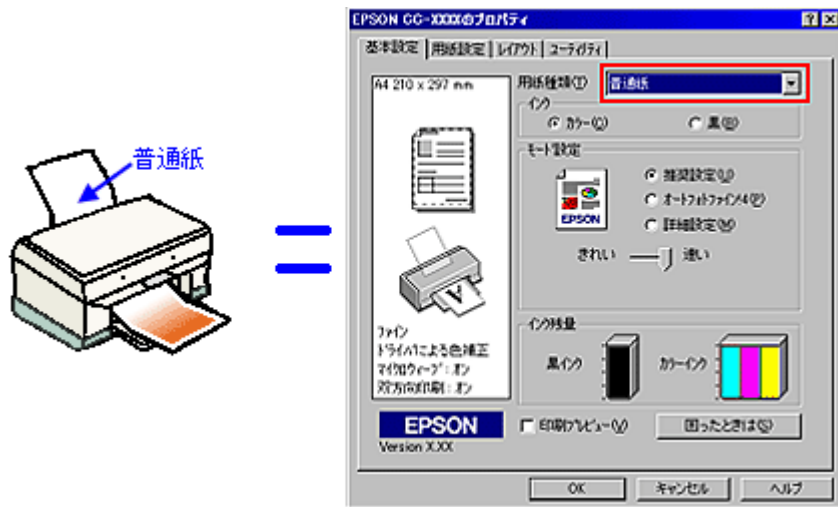 普通紙
EPSON CC-XXXXのプロパティ
基本設定 用紙設定 レイアウト ユーティリティ
A4 210 x 297 mm
用紙種類(T) 普通紙
インク
カラー(C) 黒(B)
モード設定
推奨設定(U)
オートフォトファイン!4(P)
詳細設定(M)
EPSON
きれい 速い
ファイン
ドライバによる色補正
マイクロウィーブ:オン
双方向印刷:オン
インク残量
黒インク カラーインク
EPSON
Version X.XX
印刷プレビュー(V) 困ったときは(S)
OK キャンセル ヘルプ